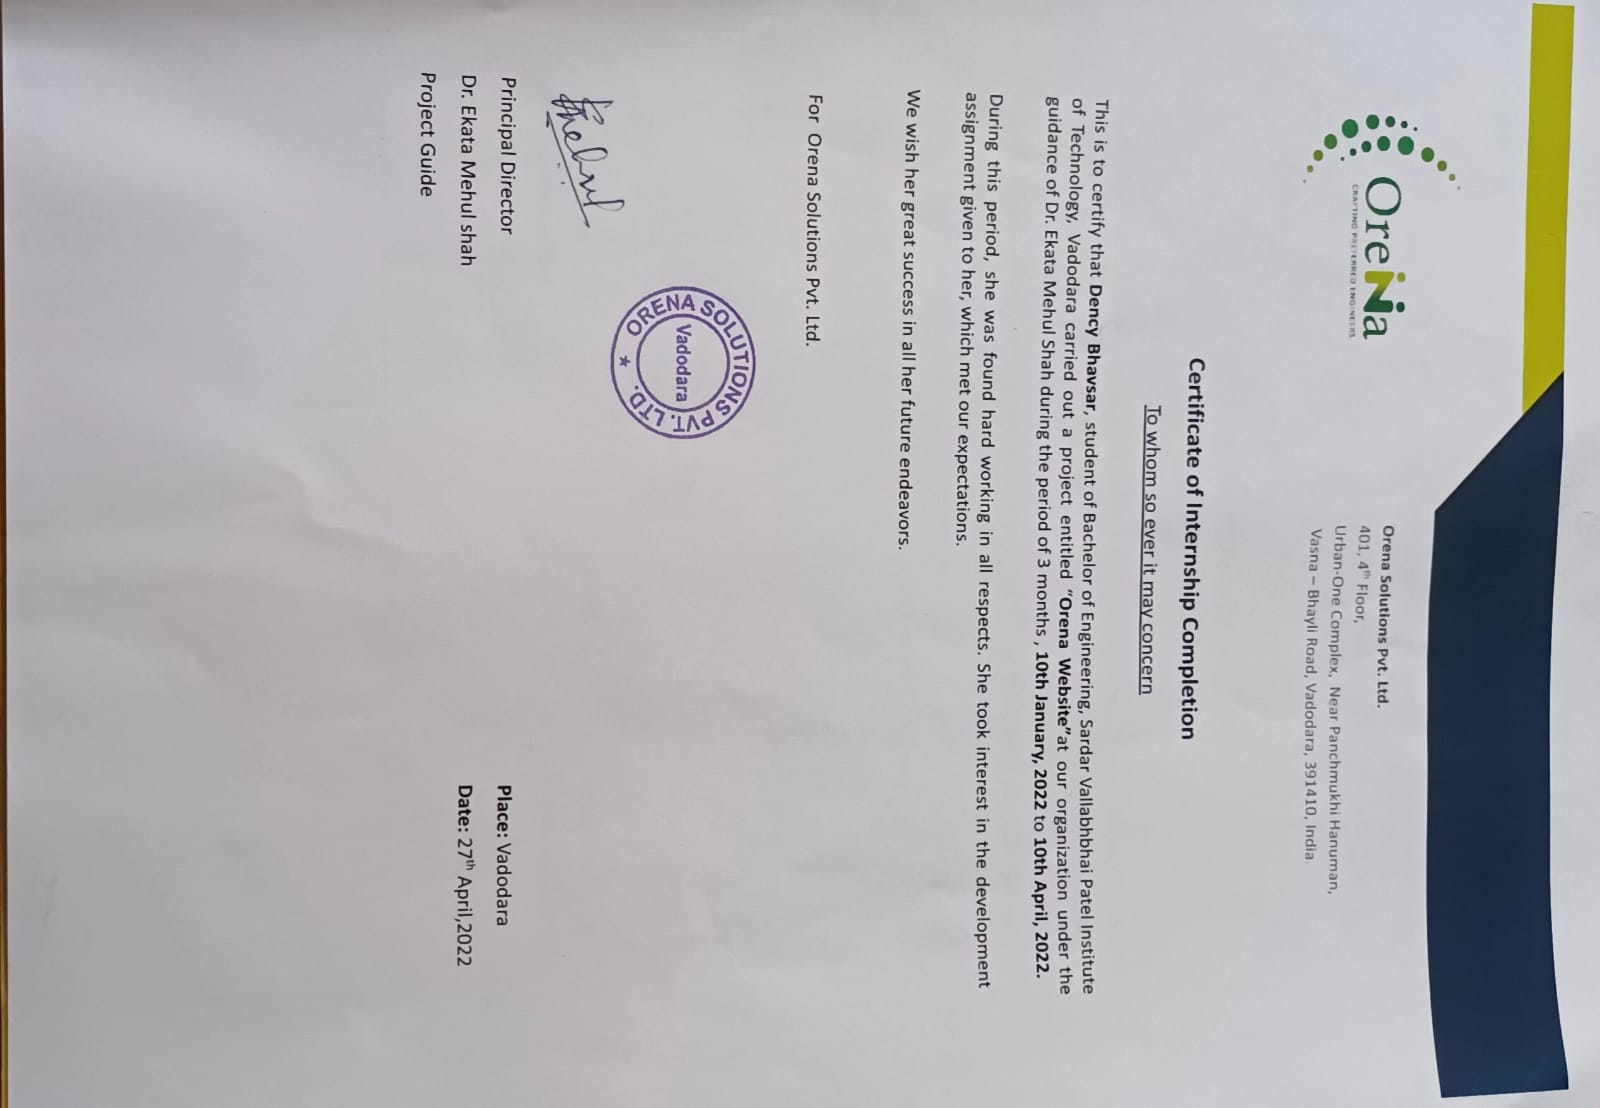 OreNa
CRAFTING PREFERRED ENGINEERS
Orena Solutions Pvt. Ltd.
401, 4th Floor,
Urban-One Complex, Near Panchmukhi Hanuman,
Vasna – Bhayli Road, Vadodara, 391410, India.
Certificate of Internship Completion
To whom so ever it may concern
This is to certify that Dency Bhavsar, student of Bachelor of Engineering, Sardar Vallabhbhai Patel Institute
of Technology, Vadodara carried out a project entitled “Orena Website”at our organization under the
guidance of Dr. Ekata Mehul Shah during the period of 3 months , 10th January, 2022 to 10th April, 2022.
During this period, she was found hard working in all respects. She took interest in the development
assignment given to her, which met our expectations.
We wish her great success in all her future endeavors.
For Orena Solutions Pvt. Ltd.
ORENA SOLUTIONS PVT. LTD.
Vadodara
Principal Director
Dr. Ekata Mehul shah
Project Guide
Place: Vadodara
Date: 27th April,2022